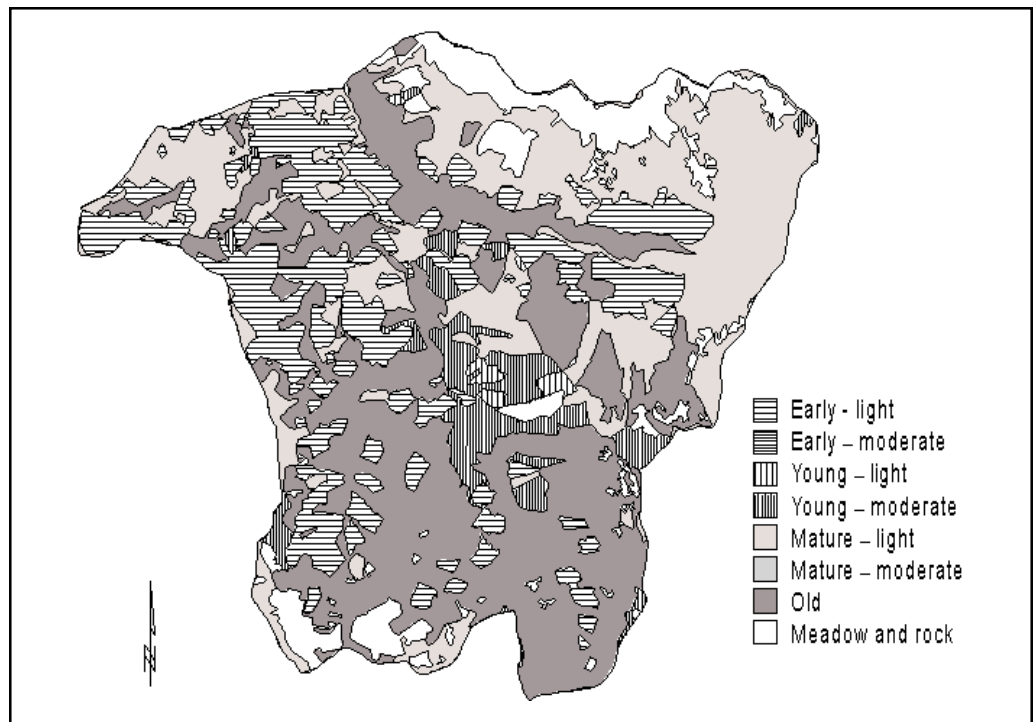 Early - light
Early – moderate
Young – light
Young – moderate
Mature – light
Mature – moderate
Old
Meadow and rock
N